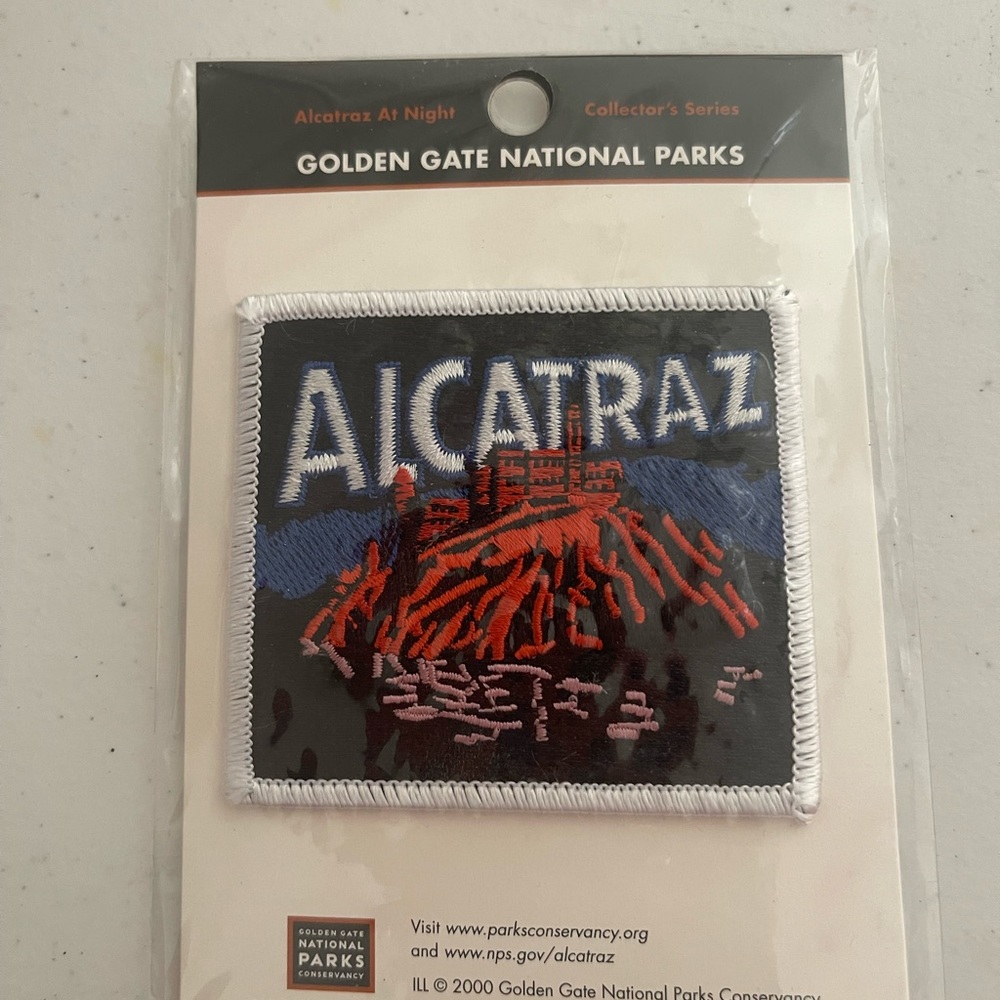 Alcatraz At Night Collector's Series
GOLDEN GATE NATIONAL PARKS
ALCATRAZ
GOLDEN GATE
NATIONAL
PARKS
CONSERVANCY
Visit www.parksconservancy.org
and www.nps.gov/alcatraz
ILL © 2000 Golden Gate National Parks Conservancy